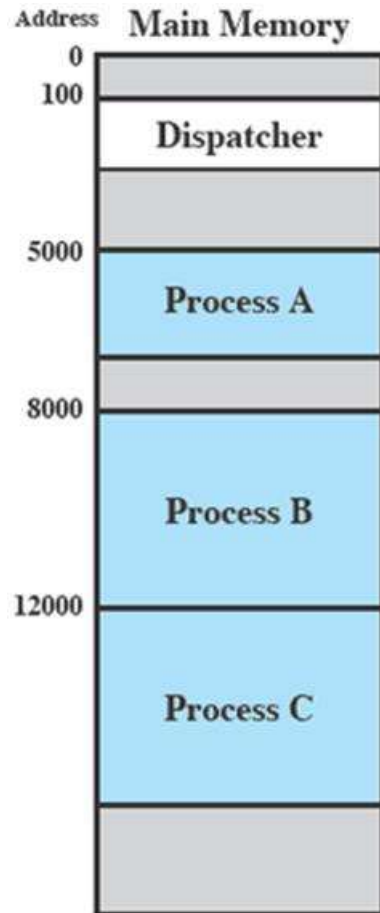 Address Main Memory
0
100
Dispatcher
5000
Process A
8000
Process B
12000
Process C